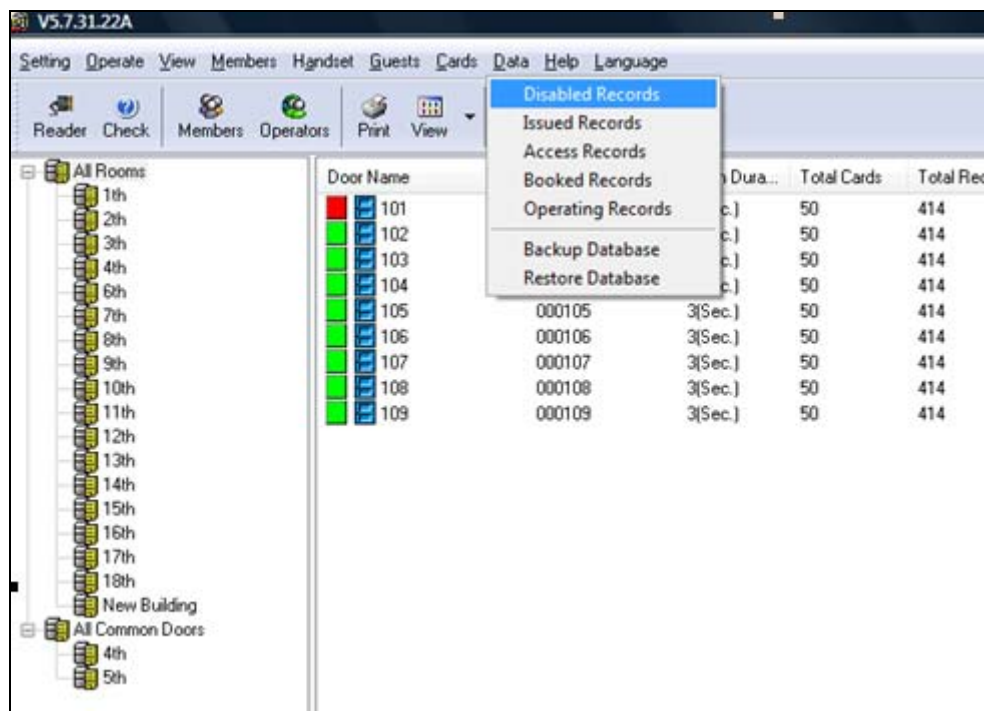 V5.7.31.22A
Setting Operate View Members Handset Guests Cards Data Help Language
Reader Check Members Operators Print View
Disabled Records
Issued Records
Access Records
Booked Records
Operating Records
Backup Database
Restore Database
All Rooms
1th
2th
3th
4th
6th
7th
8th
9th
10th
11th
12th
13th
14th
15th
16th
17th
18th
New Building
All Common Doors
4th
5th
Door Name Dura... Total Cards Total Rec
101 c.) 50 414
102 c.) 50 414
103 c.) 50 414
104 c.) 50 414
105 000105 3(Sec.) 50 414
106 000106 3(Sec.) 50 414
107 000107 3(Sec.) 50 414
108 000108 3(Sec.) 50 414
109 000109 3(Sec.) 50 414